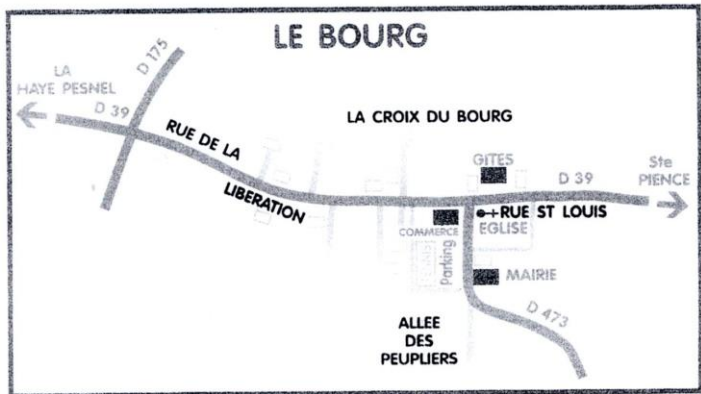 LE BOURG
D 175
LA
HAYE PESNEL
D 39
RUE DE LA
LIBERATION
LA CROIX DU BOURG
GITES
D 39
Ste
PIENCE
COMMERCE
RUE ST LOUIS
EGLISE
TENNIS
Parking
MAIRIE
ALLEE
DES
PEUPLIERS
D 473